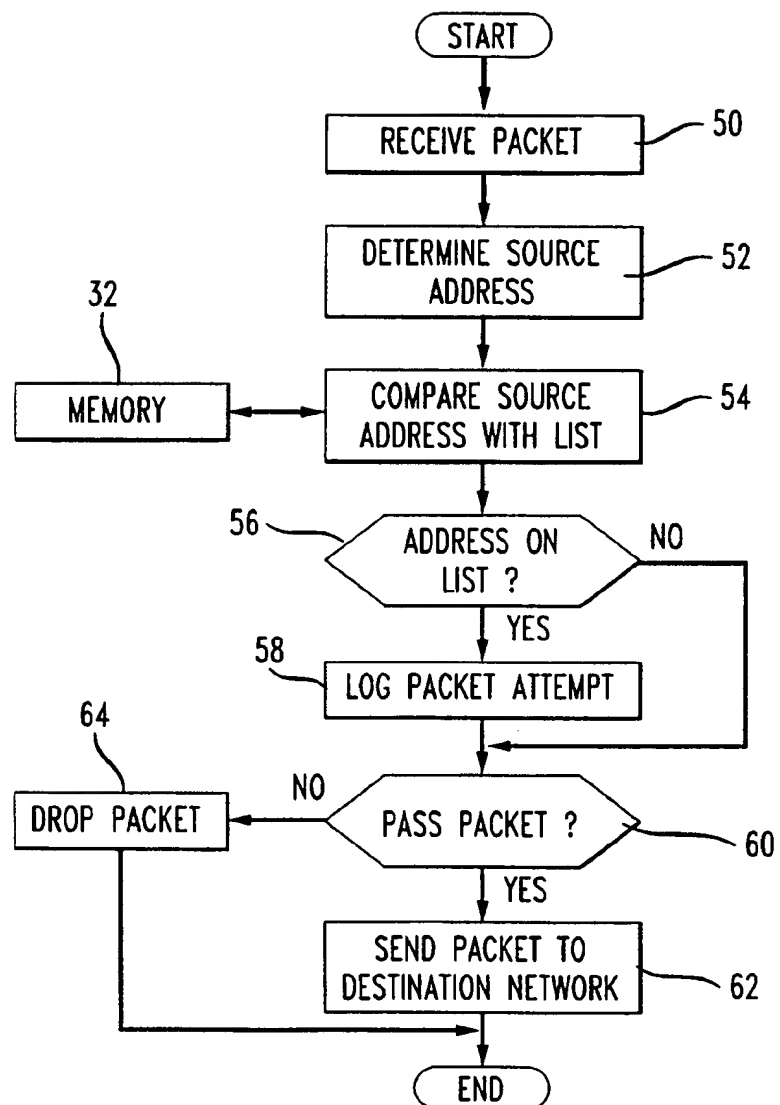 START
RECEIVE PACKET
50
DETERMINE SOURCE
ADDRESS
52
32
MEMORY
COMPARE SOURCE
ADDRESS WITH LIST
54
56
ADDRESS ON
LIST ?
NO
YES
58
LOG PACKET ATTEMPT
64
DROP PACKET
NO
PASS PACKET ?
60
YES
SEND PACKET TO
DESTINATION NETWORK
62
END